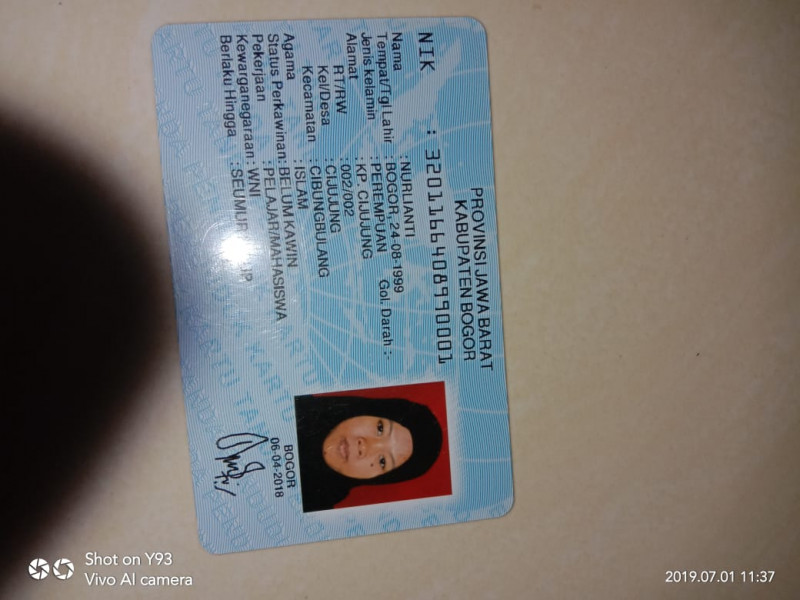 PROVINSI JAWA BARAT
KABUPATEN BOGOR
NIK : 3201166408990001
Nama : NURLIANTI
Tempat/Tgl Lahir : BOGOR, 24-08-1999
Jenis kelamin : PEREMPUAN Gol. Darah : -
Alamat : KP. CIJUJUNG
RT/RW : 002/002
Kel/Desa : CIJUJUNG
Kecamatan : CIBUNGBULANG
Agama : ISLAM
Status Perkawinan : BELUM KAWIN
Pekerjaan : PELAJAR/MAHASISWA
Kewarganegaraan : WNI
Berlaku Hingga :
BOGOR
06-04-2018
Shot on Y93
Vivo AI camera
2019.07.01 11:37